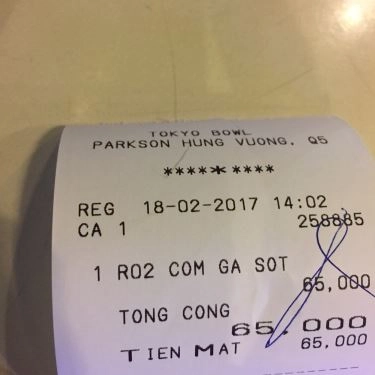 TOKYO BOWL
PARKSON HUNG VUONG, Q5
*********
REG 18-02-2017 14:02
CA 1 258885
1 RO2 COM GA SOT
65,000
TONG CONG
65,000
TIEN MAT 65,000